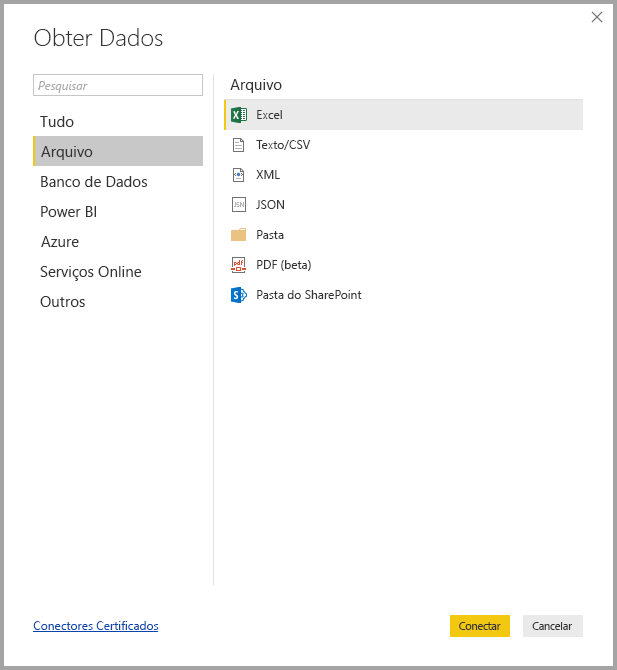 Obter Dados
Pesquisar
Tudo
Arquivo
Banco de Dados
Power BI
Azure
Serviços Online
Outros
Arquivo
Excel
Texto/CSV
XML
JSON
Pasta
PDF (beta)
Pasta do SharePoint
Conectores Certificados
Conectar
Cancelar